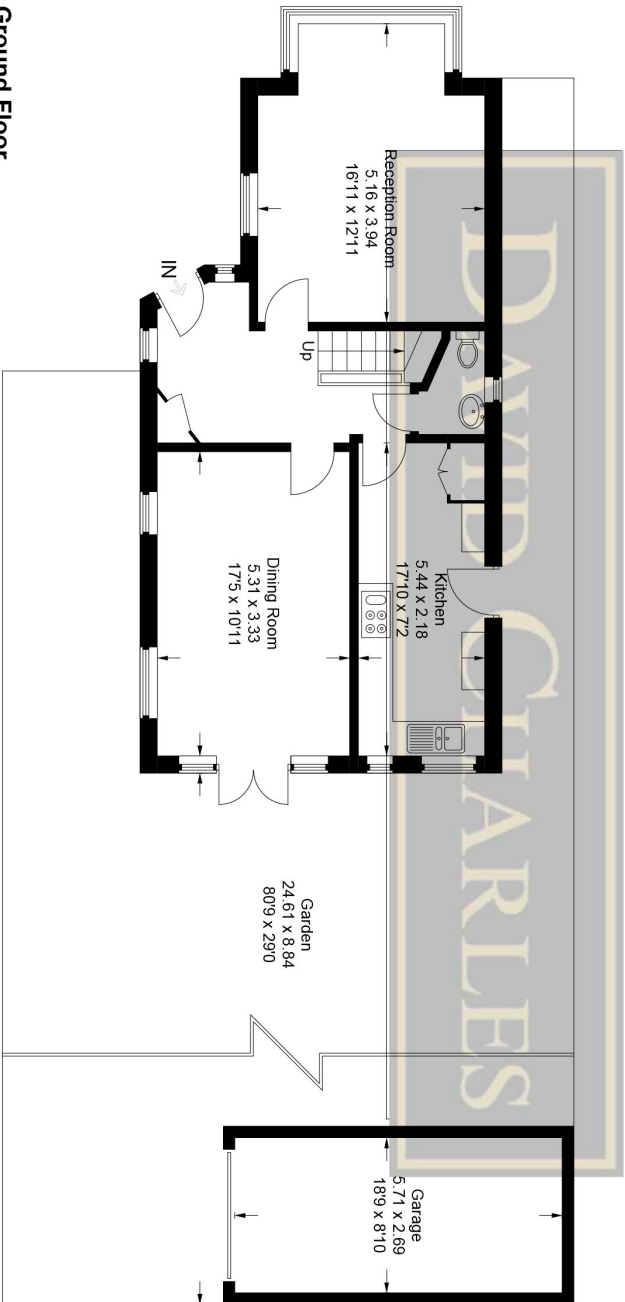 DAVID CHARLES
Reception Room
5.16 x 3.94
16'11 x 12'11
IN
Up
Kitchen
5.44 x 2.18
17'10 x 7'2
Dining Room
5.31 x 3.33
17'5 x 10'11
Garden
24.61 x 8.84
80'9 x 29'0
Garage
5.71 x 2.69
18'9 x 8'10
Ground Floor